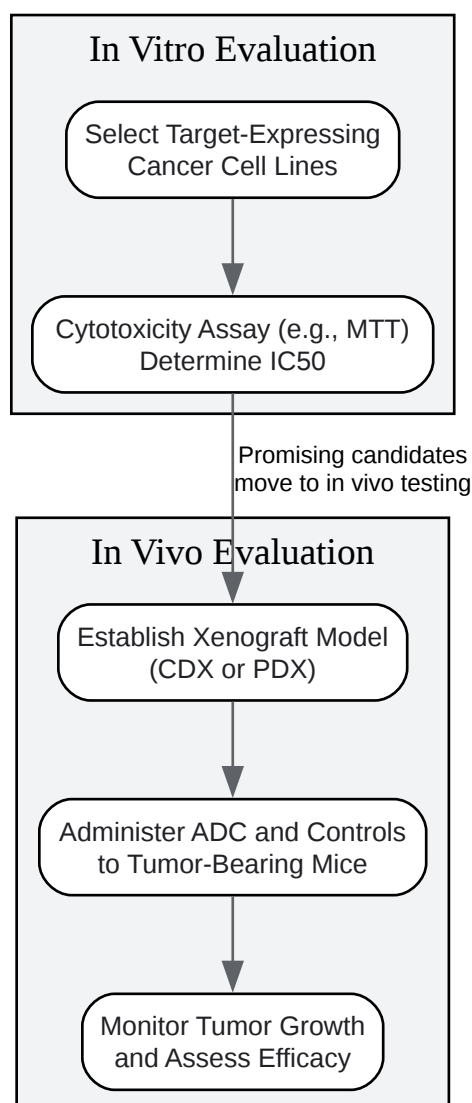 In Vitro Evaluation
Select Target-Expressing
Cancer Cell Lines
Cytotoxicity Assay (e.g., MTT)
Determine IC50
Promising candidates
move to in vivo testing
In Vivo Evaluation
Establish Xenograft Model
(CDX or PDX)
Administer ADC and Controls
to Tumor-Bearing Mice
Monitor Tumor Growth
and Assess Efficacy